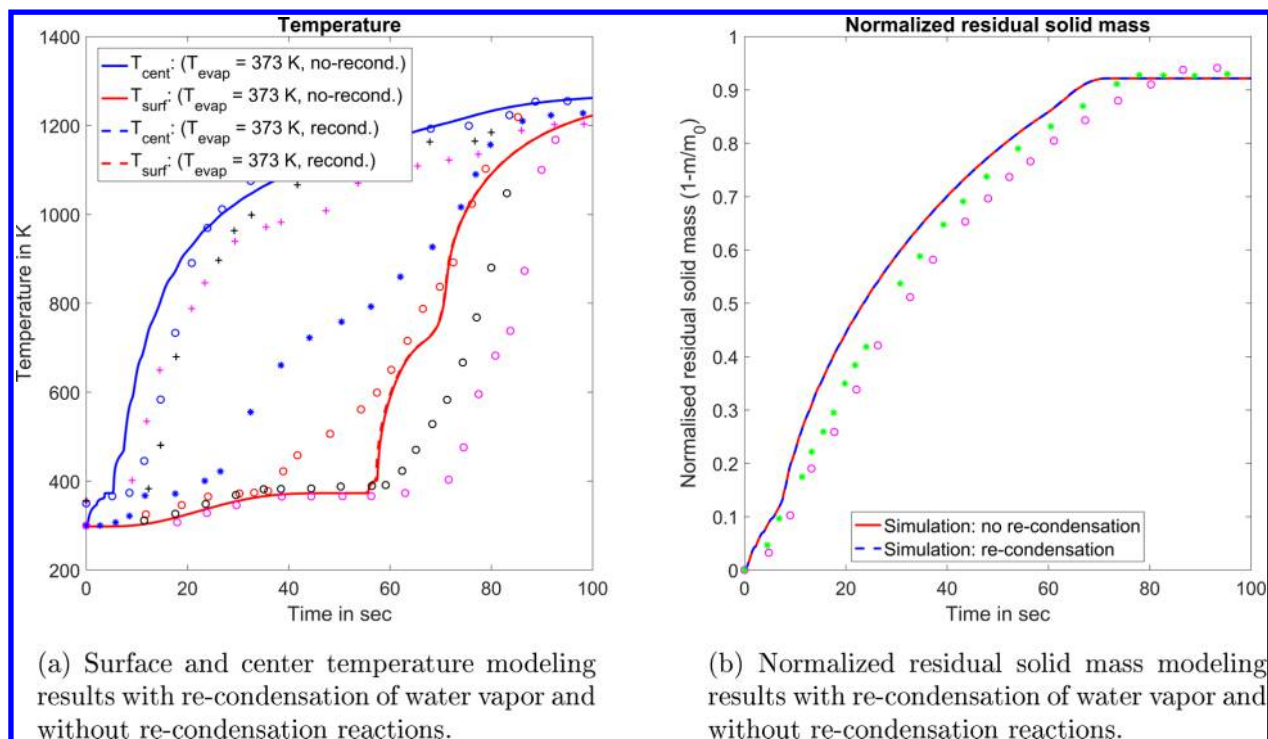 Temperature
1400
1200
1000
800
600
400
200
Temperature in K
T_cent: (T_evap = 373 K, no-recond.)
T_surf: (T_evap = 373 K, no-recond.)
T_cent: (T_evap = 373 K, recond.)
T_surf: (T_evap = 373 K, recond.)
0 20 40 60 80 100
Time in sec
(a) Surface and center temperature modeling
results with re-condensation of water vapor and
without re-condensation reactions.
Normalized residual solid mass
1
0.9
0.8
0.7
0.6
0.5
0.4
0.3
0.2
0.1
0
Normalised residual solid mass (1-m/m_0)
Simulation: no re-condensation
Simulation: re-condensation
0 20 40 60 80 100
Time in sec
(b) Normalized residual solid mass modeling
results with re-condensation of water vapor and
without re-condensation reactions.